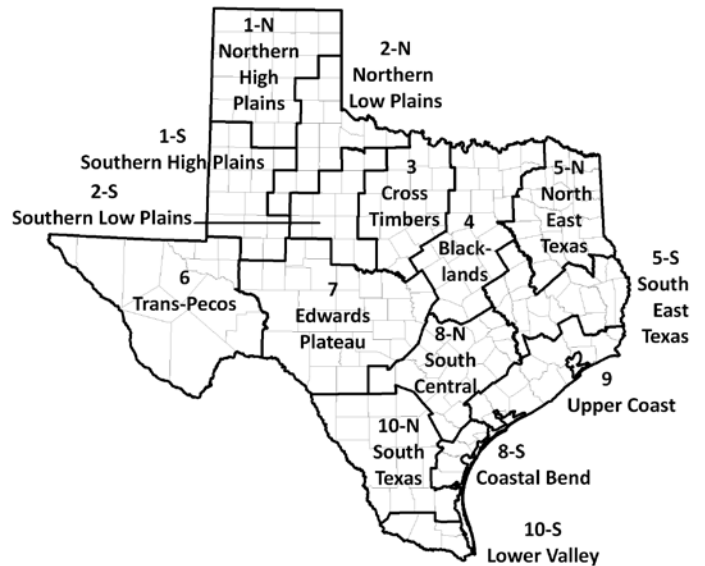 1-N
Northern
High
Plains
2-N
Northern
Low Plains
1-S
Southern High Plains
2-S
Southern Low Plains
3
Cross
Timbers
4
Black-
lands
5-N
North
East
Texas
5-S
South
East
Texas
6
Trans-Pecos
7
Edwards
Plateau
8-N
South
Central
9
Upper Coast
10-N
South
Texas
8-S
Coastal Bend
10-S
Lower Valley